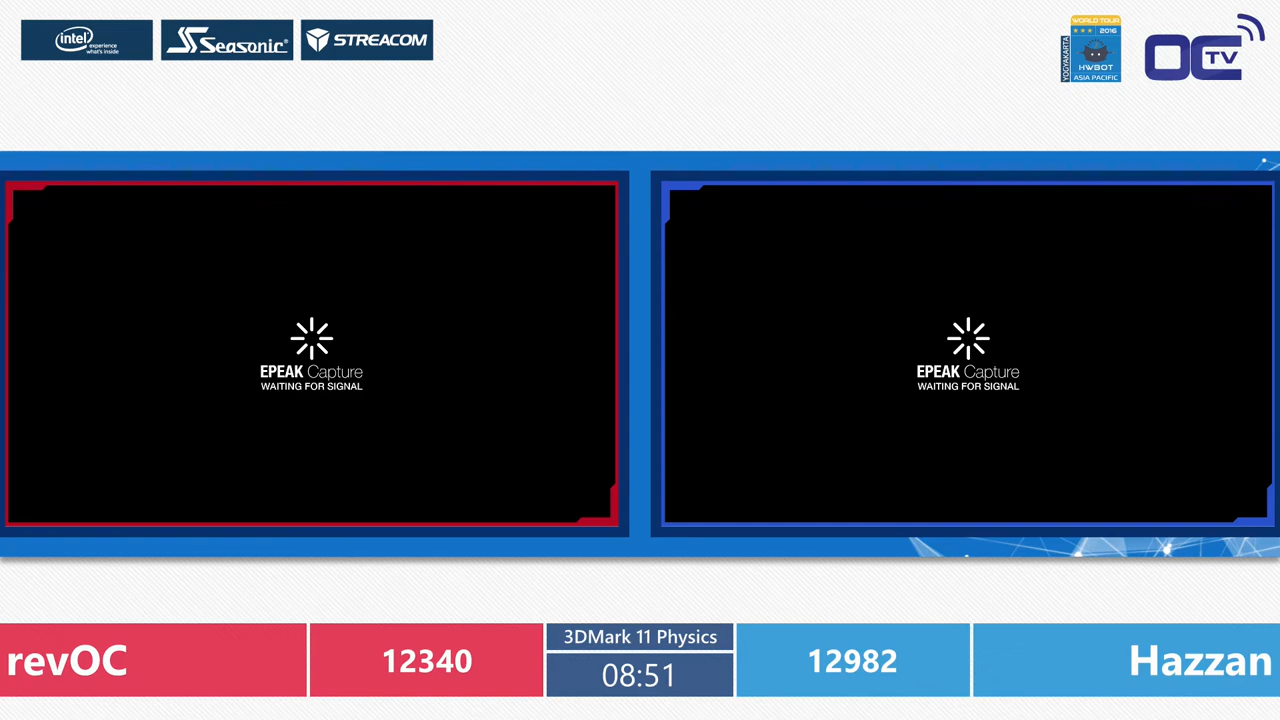 intel experience what's inside
Seasonic®
STREACOM
WORLD TOUR
2016
YOGYAKARTA
HWBOT
ASIA PACIFIC
OC TV
EPEAK Capture
WAITING FOR SIGNAL
EPEAK Capture
WAITING FOR SIGNAL
revOC
12340
3DMark 11 Physics
08:51
12982
Hazzan